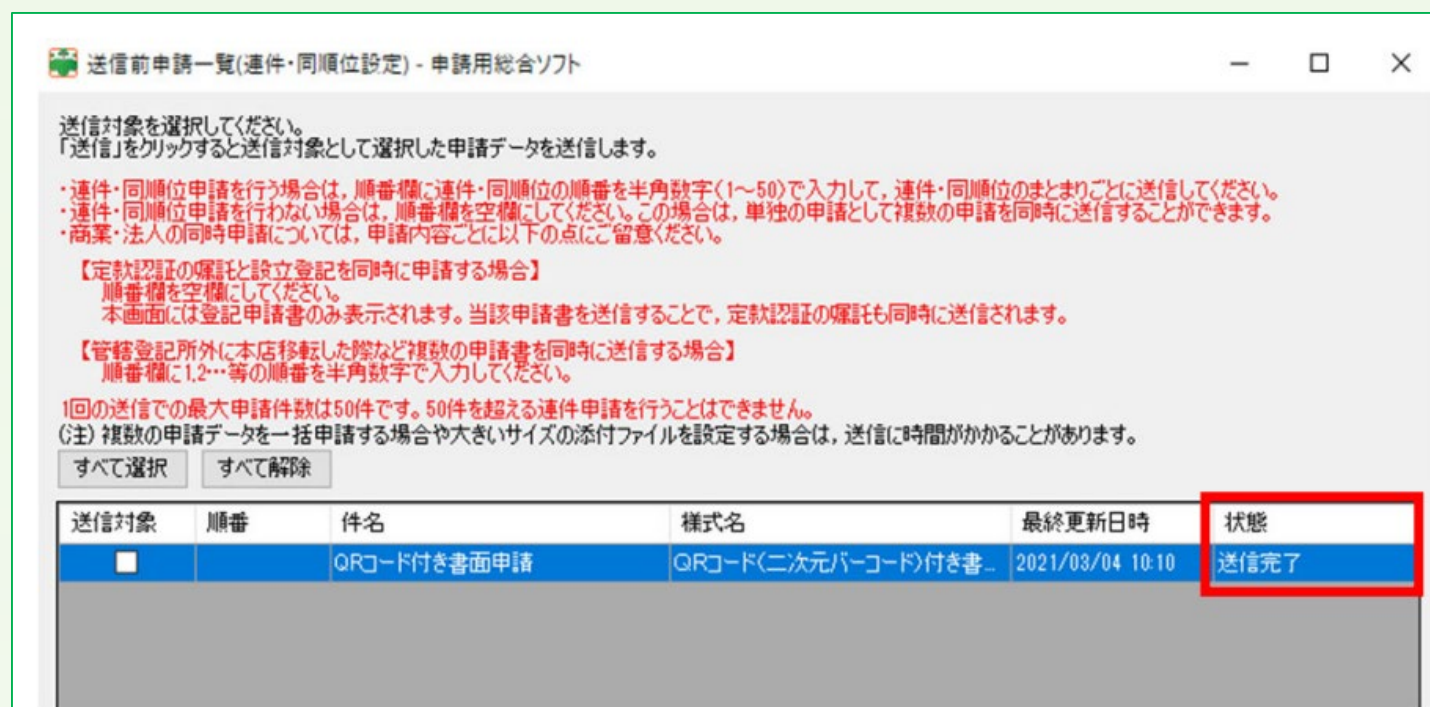 送信前申請一覧(連件・同順位設定) - 申請用総合ソフト
送信対象を選択してください。
「送信」をクリックすると送信対象として選択した申請データを送信します。
・連件・同順位申請を行う場合は，順番欄に連件・同順位の順番を半角数字（1～50）で入力して，連件・同順位のまとまりごとに送信してください。
・連件・同順位申請を行わない場合は，順番欄を空欄にしてください。この場合は，単独の申請として複数の申請を同時に送信することができます。
・商業・法人の同時申請については，申請内容ごとに以下の点にご留意ください。
【定款認証の嘱託と設立登記を同時に申請する場合】
順番欄を空欄にしてください。
本画面には登記申請書のみ表示されます。当該申請書を送信することで，定款認証の嘱託も同時に送信されます。
【管轄登記所外に本店移転した際など複数の申請書を同時に送信する場合】
順番欄に1,2…等の順番を半角数字で入力してください。
1回の送信での最大申請件数は50件です。50件を超える連件申請を行うことはできません。
(注) 複数の申請データを一括申請する場合や大きいサイズの添付ファイルを設定する場合は，送信に時間がかかることがあります。
すべて選択 すべて解除
送信対象 順番 件名 様式名 最終更新日時 状態
QRコード付き書面申請 QRコード(二次元バーコード)付き書... 2021/03/04 10:10 送信完了